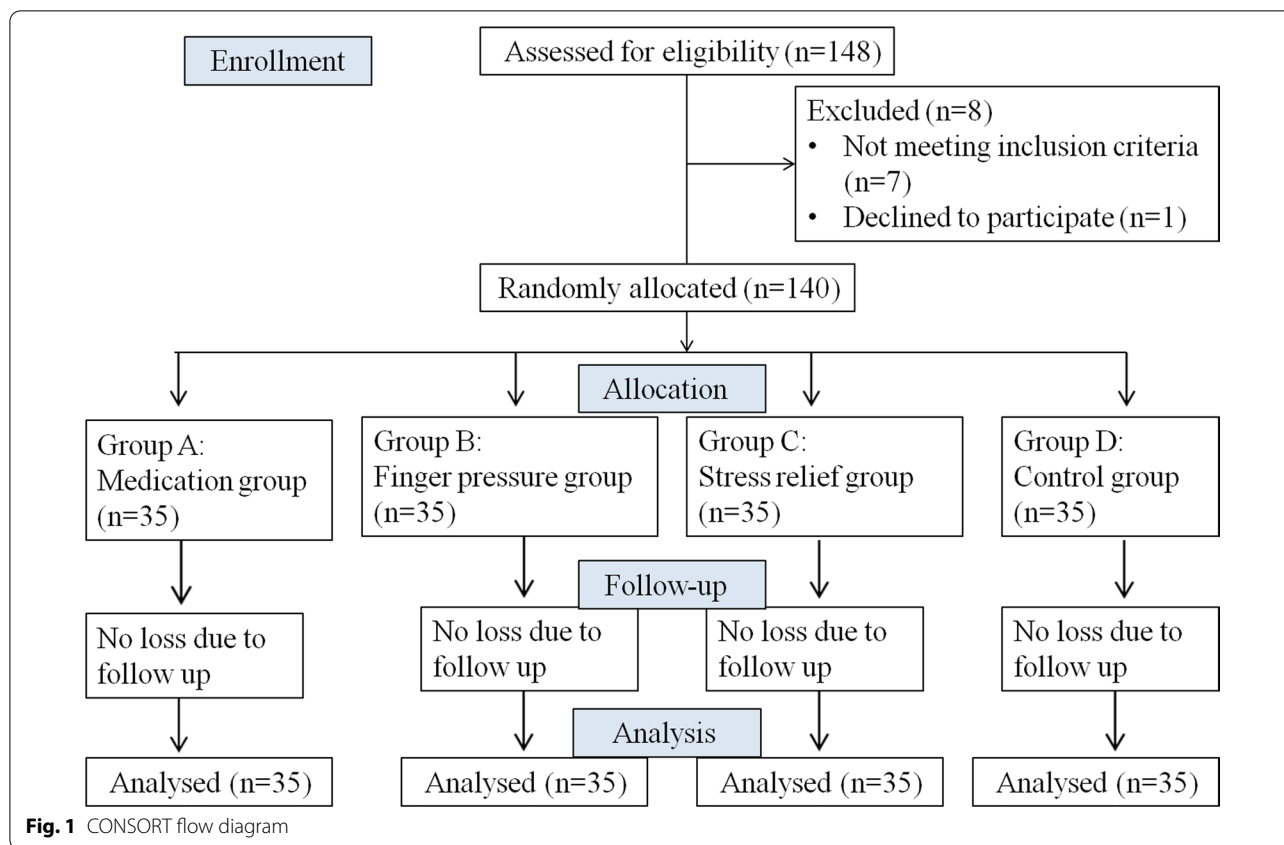 Enrollment
Assessed for eligibility (n=148)
Excluded (n=8)
• Not meeting inclusion criteria
(n=7)
• Declined to participate (n=1)
Randomly allocated (n=140)
Allocation
Group A:
Medication group
(n=35)
Group B:
Finger pressure group
(n=35)
Group C:
Stress relief group
(n=35)
Group D:
Control group
(n=35)
Follow-up
No loss due to
follow up
No loss due to
follow up
No loss due to
follow up
No loss due to
follow up
Analysis
Analysed (n=35)
Analysed (n=35)
Analysed (n=35)
Analysed (n=35)
Fig. 1 CONSORT flow diagram